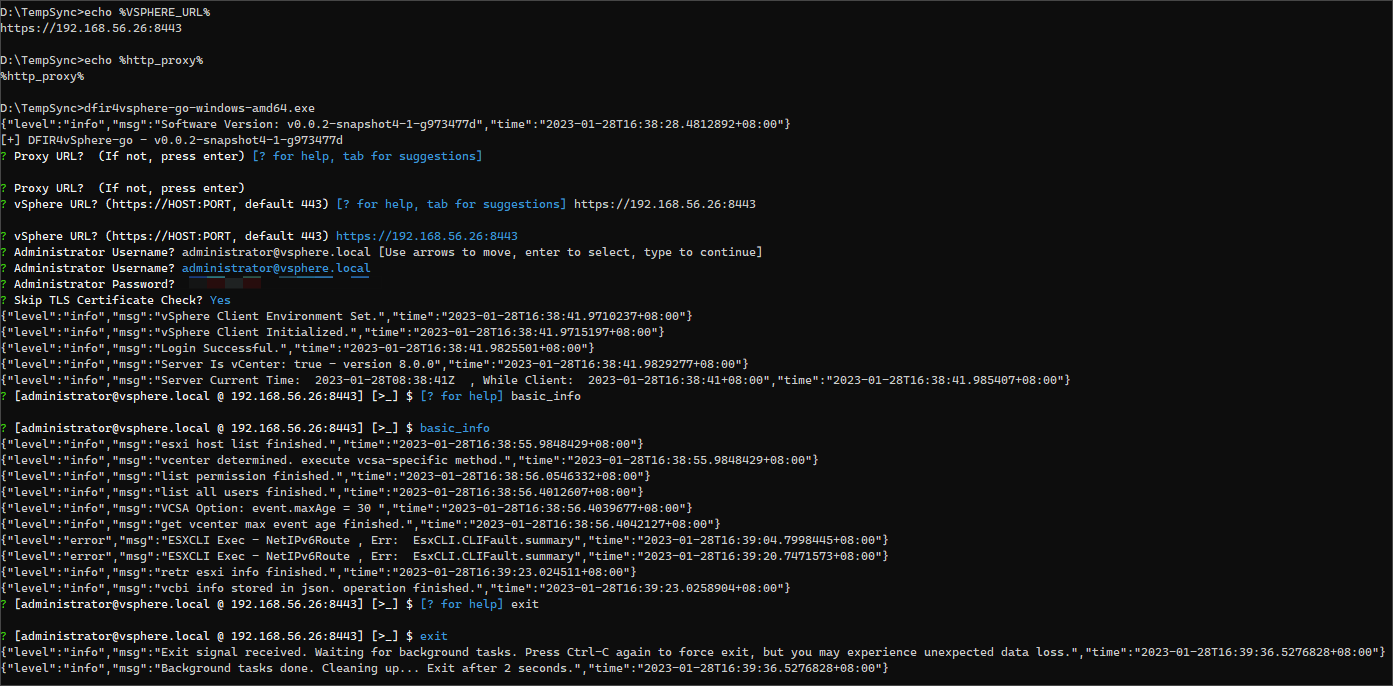 D:\TempSync>echo %VSPHERE_URL%
https://192.168.56.26:8443
D:\TempSync>echo %http_proxy%
%http_proxy%
D:\TempSync>dfir4vsphere-go-windows-amd64.exe
{"level":"info","msg":"Software Version: v0.0.2-snapshot4-1-g973477d","time":"2023-01-28T16:38:28.4812892+08:00"}
[+] DFIR4vSphere-go - v0.0.2-snapshot4-1-g973477d
? Proxy URL?  (If not, press enter) [? for help, tab for suggestions]
? Proxy URL?  (If not, press enter)
? vSphere URL? (https://HOST:PORT, default 443) [? for help, tab for suggestions] https://192.168.56.26:8443
? vSphere URL? (https://HOST:PORT, default 443) https://192.168.56.26:8443
? Administrator Username? administrator@vsphere.local [Use arrows to move, enter to select, type to continue]
? Administrator Username? administrator@vsphere.local
? Administrator Password?
? Skip TLS Certificate Check? Yes
{"level":"info","msg":"vSphere Client Environment Set.","time":"2023-01-28T16:38:41.9710237+08:00"}
{"level":"info","msg":"vSphere Client Initialized.","time":"2023-01-28T16:38:41.9715197+08:00"}
{"level":"info","msg":"Login Successful.","time":"2023-01-28T16:38:41.9825501+08:00"}
{"level":"info","msg":"Server Is vCenter: true - version 8.0.0","time":"2023-01-28T16:38:41.9829277+08:00"}
{"level":"info","msg":"Server Current Time:  2023-01-28T08:38:41Z  , While Client:  2023-01-28T16:38:41+08:00","time":"2023-01-28T16:38:41.985407+08:00"}
? [administrator@vsphere.local @ 192.168.56.26:8443] [>_] $ [? for help] basic_info
? [administrator@vsphere.local @ 192.168.56.26:8443] [>_] $ basic_info
{"level":"info","msg":"esxi host list finished.","time":"2023-01-28T16:38:55.9848429+08:00"}
{"level":"info","msg":"vcenter determined. execute vcsa-specific method.","time":"2023-01-28T16:38:55.9848429+08:00"}
{"level":"info","msg":"list permission finished.","time":"2023-01-28T16:38:56.0546332+08:00"}
{"level":"info","msg":"list all users finished.","time":"2023-01-28T16:38:56.4012607+08:00"}
{"level":"info","msg":"VCSA Option: event.maxAge = 30 ","time":"2023-01-28T16:38:56.4039677+08:00"}
{"level":"info","msg":"get vcenter max event age finished.","time":"2023-01-28T16:38:56.4042127+08:00"}
{"level":"error","msg":"ESXCLI Exec - NetIPv6Route , Err:  EsxCLI.CLIFault.summary","time":"2023-01-28T16:39:04.7998445+08:00"}
{"level":"error","msg":"ESXCLI Exec - NetIPv6Route , Err:  EsxCLI.CLIFault.summary","time":"2023-01-28T16:39:20.7471573+08:00"}
{"level":"info","msg":"retr esxi info finished.","time":"2023-01-28T16:39:23.024511+08:00"}
{"level":"info","msg":"vcbi info stored in json. operation finished.","time":"2023-01-28T16:39:23.0258904+08:00"}
? [administrator@vsphere.local @ 192.168.56.26:8443] [>_] $ [? for help] exit
? [administrator@vsphere.local @ 192.168.56.26:8443] [>_] $ exit
{"level":"info","msg":"Exit signal received. Waiting for background tasks. Press Ctrl-C again to force exit, but you may experience unexpected data loss.","time":"2023-01-28T16:39:36.5276828+08:00"}
{"level":"info","msg":"Background tasks done. Cleaning up... Exit after 2 seconds.","time":"2023-01-28T16:39:36.5276828+08:00"}